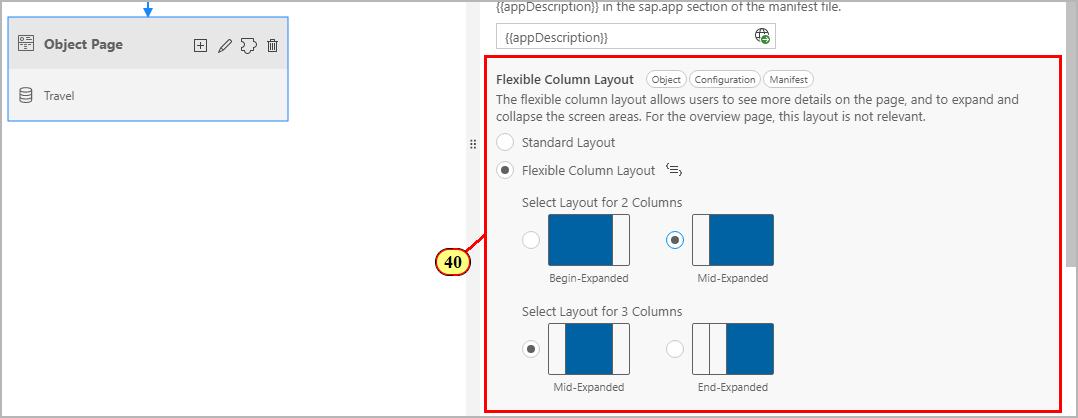 {{appDescription}} in the sap.app section of the manifest file.
{{appDescription}}
Object Page
Travel
Flexible Column Layout Object Configuration Manifest
The flexible column layout allows users to see more details on the page, and to expand and
collapse the screen areas. For the overview page, this layout is not relevant.
Standard Layout
Flexible Column Layout
Select Layout for 2 Columns
Begin-Expanded Mid-Expanded
40
Select Layout for 3 Columns
Mid-Expanded End-Expanded